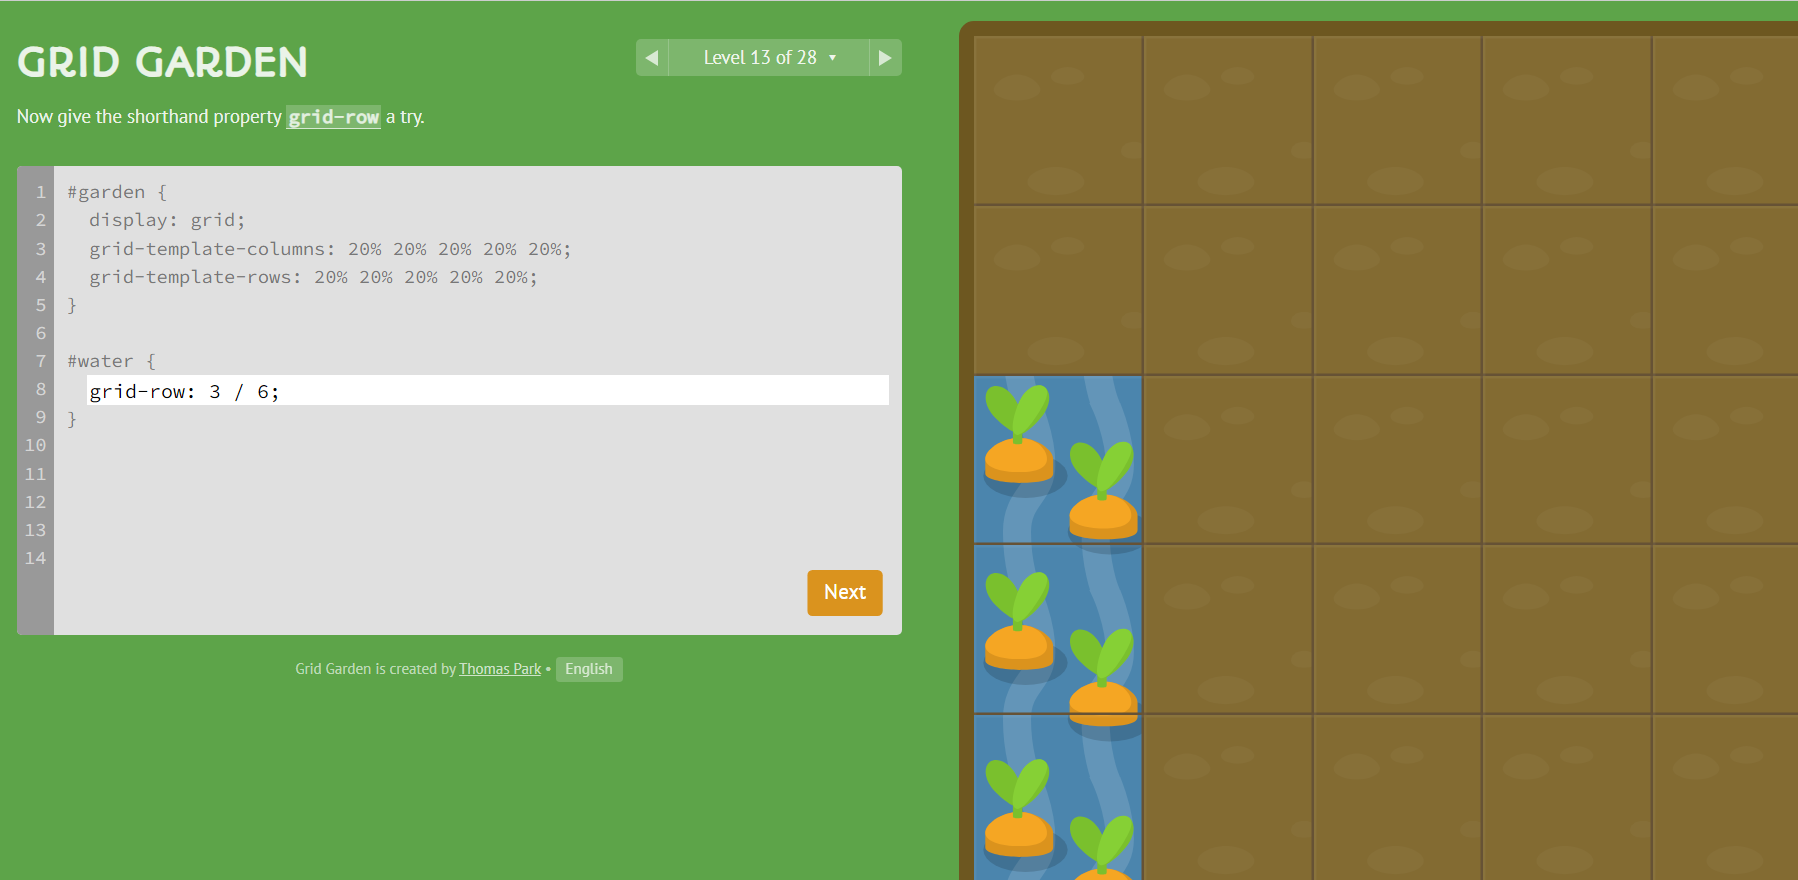 GRID GARDEN
◀ Level 13 of 28 ▾ ▶
Now give the shorthand property grid-row a try.
1 #garden {
2   display: grid;
3   grid-template-columns: 20% 20% 20% 20% 20%;
4   grid-template-rows: 20% 20% 20% 20% 20%;
5 }
6
7 #water {
8   grid-row: 3 / 6;
9 }
10
11
12
13
14
Next
Grid Garden is created by Thomas Park • English